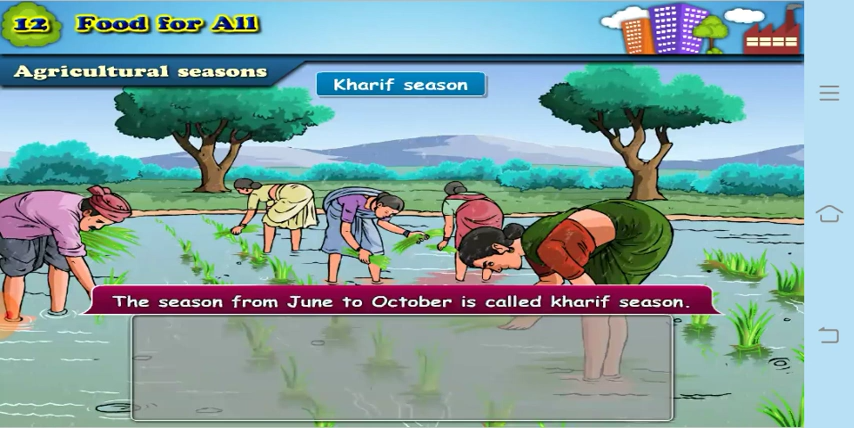 12 Food for All
Agricultural seasons
Kharif season
The season from June to October is called kharif season.